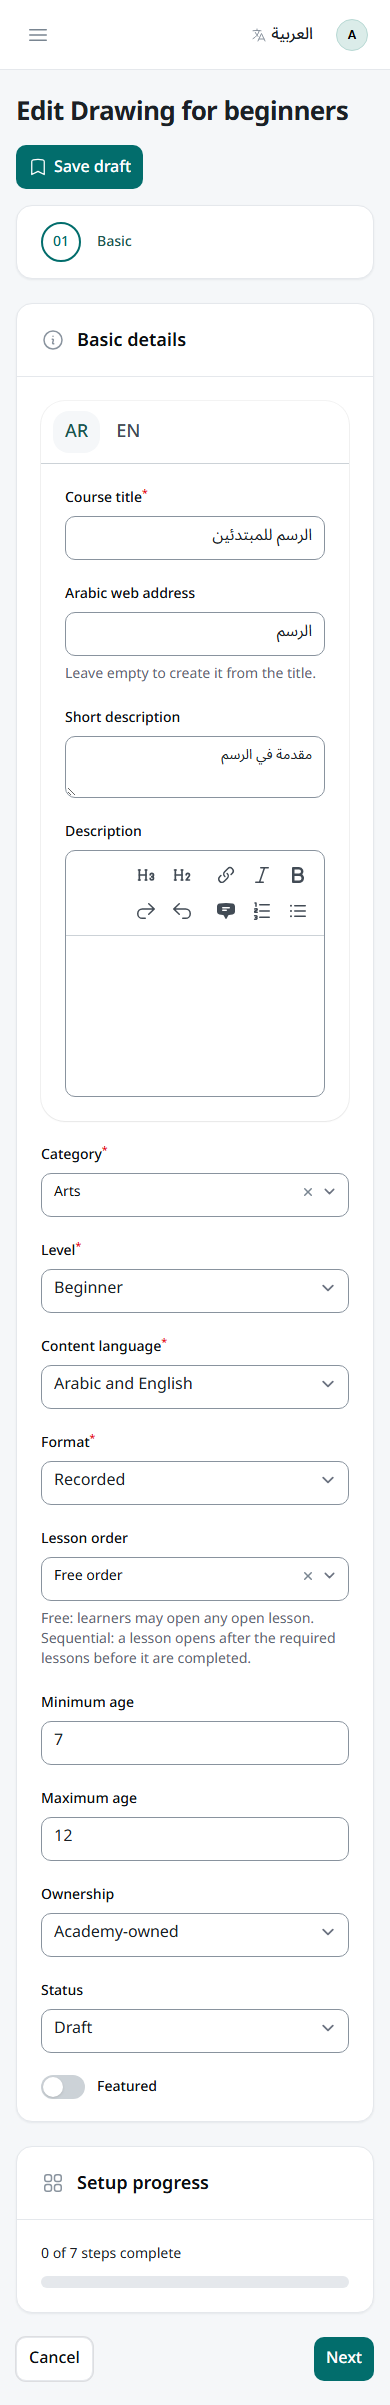 العربية
A
Edit Drawing for beginners
Save draft
01
Basic
Basic details
AR
EN
Course title*
الرسم للمبتدئين
Arabic web address
الرسم
Leave empty to create it from the title.
Short description
مقدمة في الرسم
Description
H3 H2 I B
Category*
Arts
Level*
Beginner
Content language*
Arabic and English
Format*
Recorded
Lesson order
Free order
Free: learners may open any open lesson.
Sequential: a lesson opens after the required
lessons before it are completed.
Minimum age
7
Maximum age
12
Ownership
Academy-owned
Status
Draft
Featured
Setup progress
0 of 7 steps complete
Cancel
Next